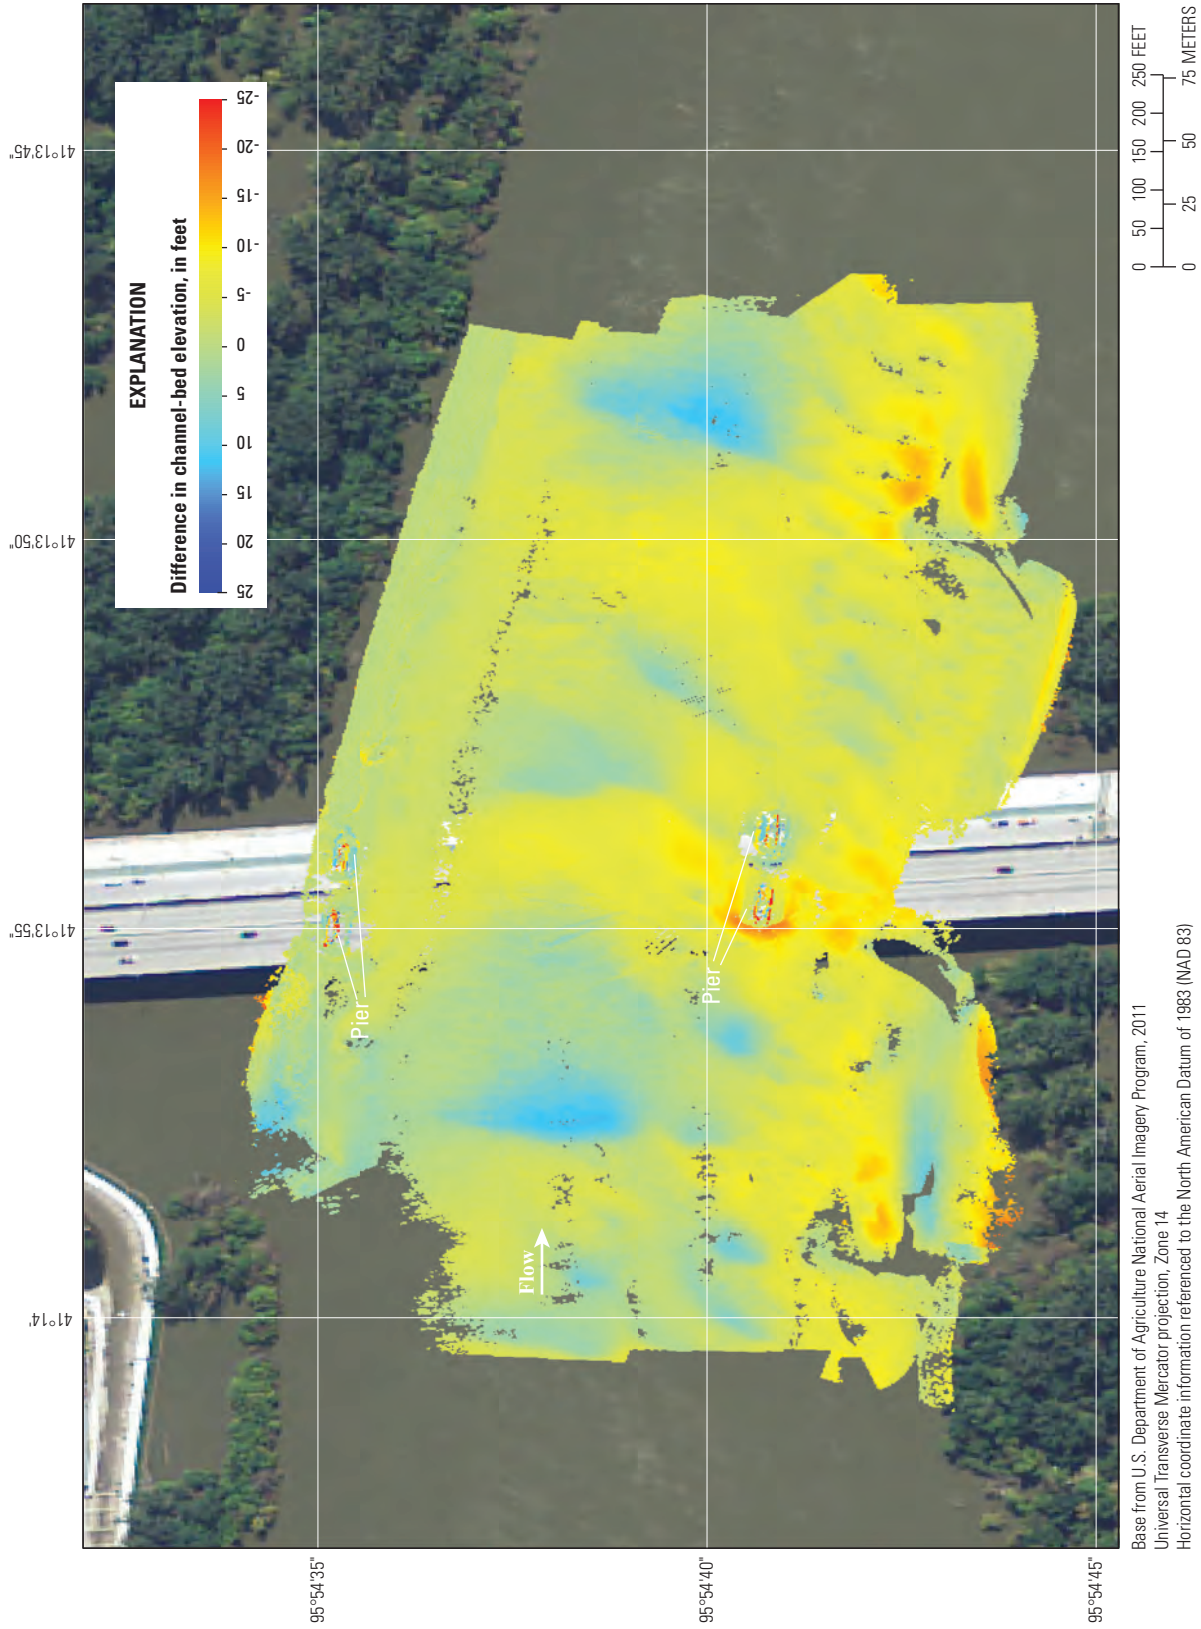 EXPLANATION
Difference in channel-bed elevation, in feet
25 20 15 10 5 0 -5 -10 -15 -20 -25
41°14'
41°13'55"
41°13'50"
41°13'45"
95°54'35"
95°54'40"
95°54'45"
Pier
Pier
Flow
Base from U.S. Department of Agriculture National Aerial Imagery Program, 2011
Universal Transverse Mercator projection, Zone 14
Horizontal coordinate information referenced to the North American Datum of 1983 (NAD 83)
0 50 100 150 200 250 FEET
0 25 50 75 METERS